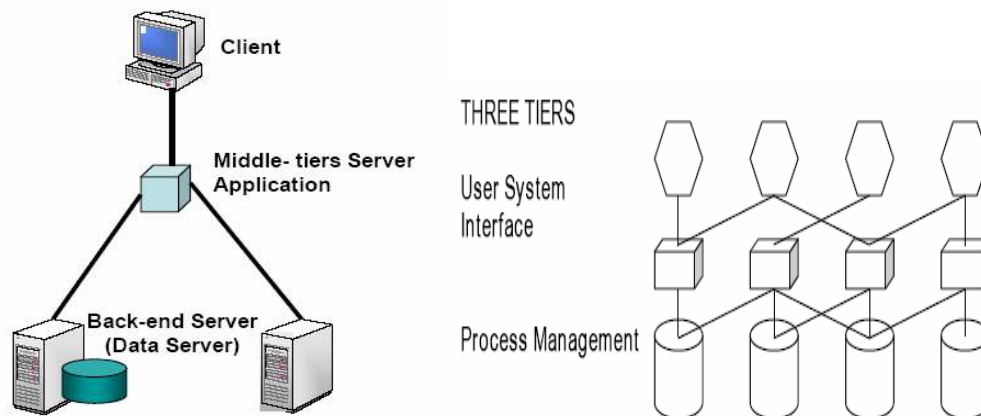 Client
Middle- tiers Server
Application
Back-end Server
(Data Server)
THREE TIERS
User System
Interface
Process Management